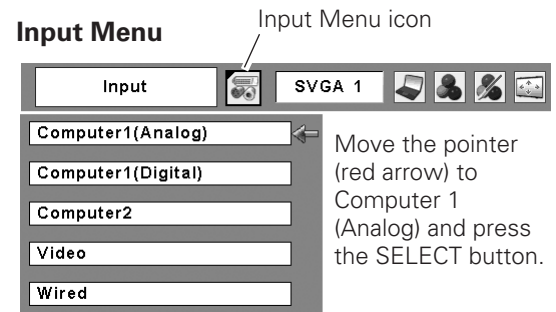 Input Menu icon
Input Menu
Input
SVGA 1
Computer1(Analog)
Computer1(Digital)
Computer2
Video
Wired
Move the pointer
(red arrow) to
Computer 1
(Analog) and press
the SELECT button.